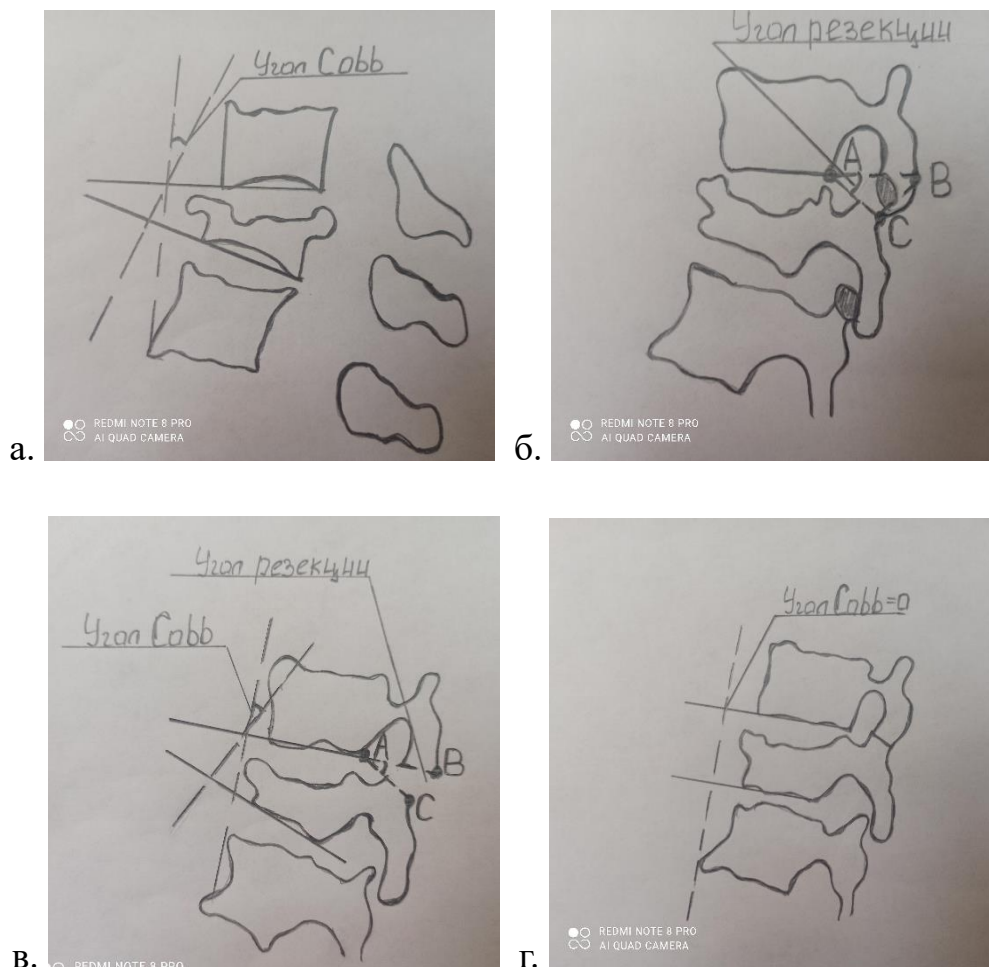 Угол Cobb
Угол резекции
A
B
C
REDMI NOTE 8 PRO
AI QUAD CAMERA
а.
REDMI NOTE 8 PRO
AI QUAD CAMERA
б.
Угол резекции
Угол Cobb
A
B
C
Угол Cobb=0
REDMI NOTE 8 PRO
AI QUAD CAMERA
в.
REDMI NOTE 8 PRO
г.